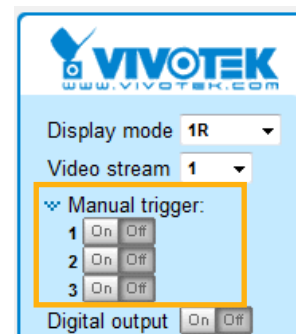 VIVOTEK
WWW.VIVOTEK.COM
Display mode 1R
Video stream 1
Manual trigger:
1 On Off
2 On Off
3 On Off
Digital output On Off